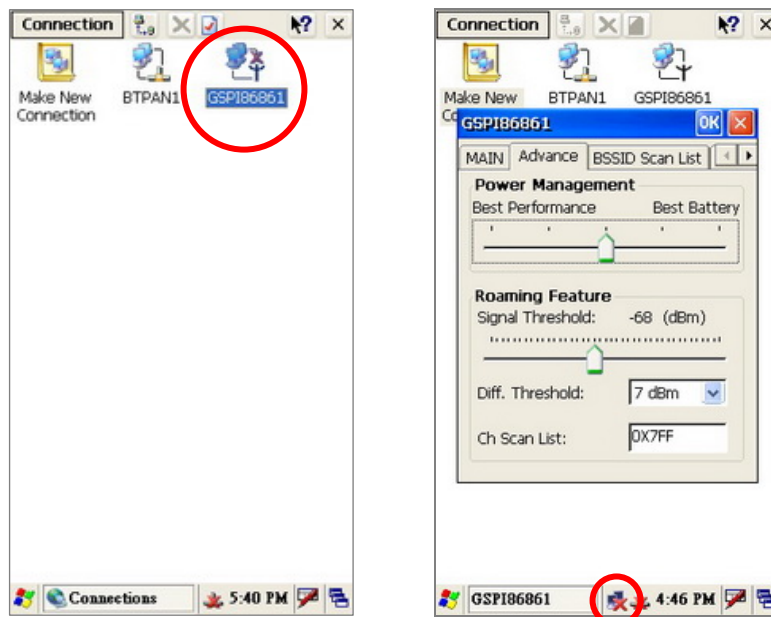 Connection
Make New
Connection
BTPAN1
GSPI86861
Connections
5:40 PM
Connection
Make New
BTPAN1
GSPI86861
GSPI86861
OK
MAIN
Advance
BSSID Scan List
Power Management
Best Performance
Best Battery
Roaming Feature
Signal Threshold:
-68 (dBm)
Diff. Threshold:
7 dBm
Ch Scan List:
0X7FF
GSPI86861
4:46 PM